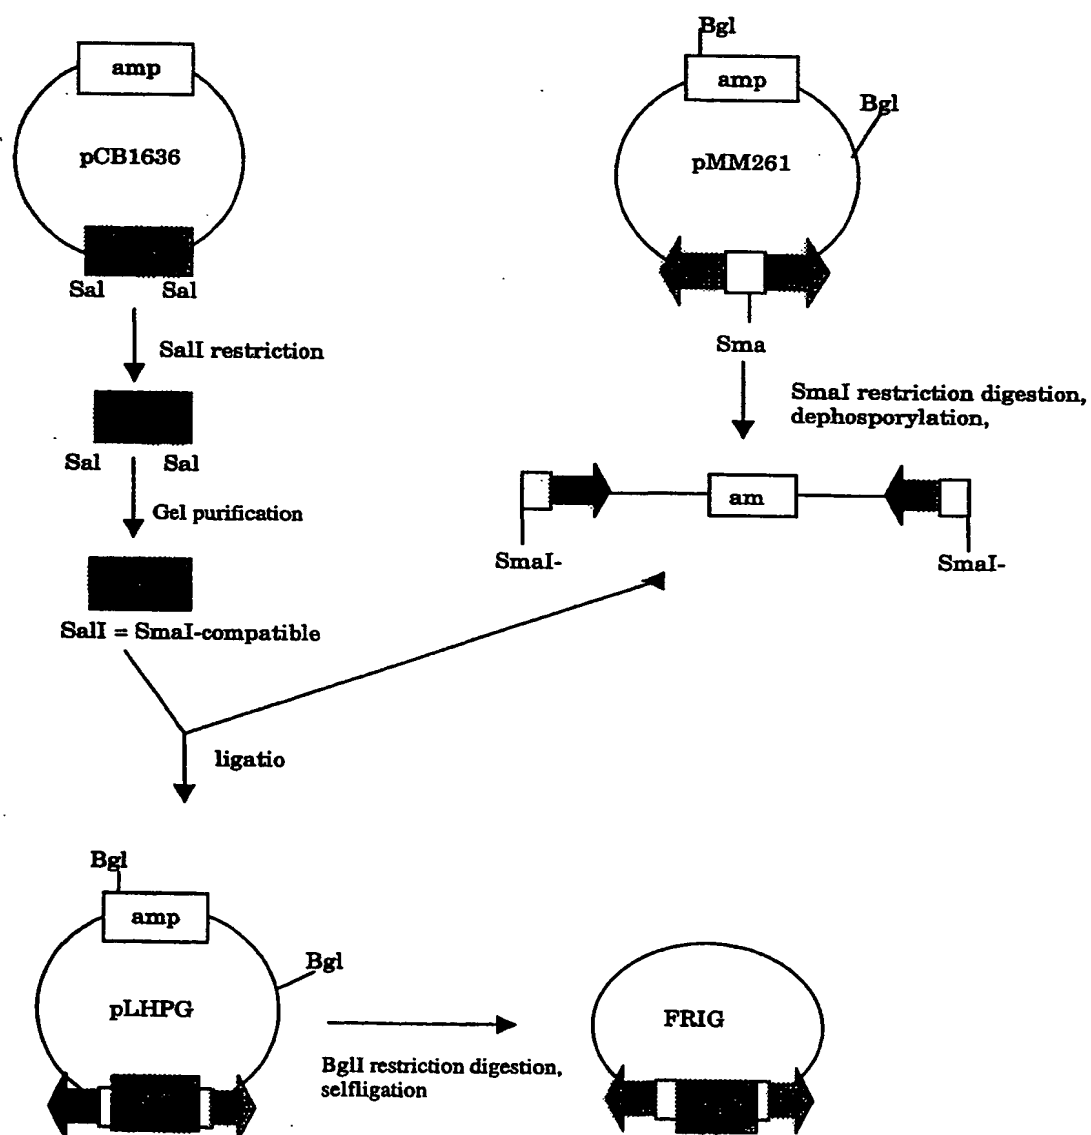 amp
pCB1636
Sal Sal
SalI restriction
Sal Sal
Gel purification
SalI = SmaI-compatible
Bgl
amp
Bgl
pMM261
Sma
SmaI restriction digestion,
dephosporylation,
am
SmaI-
SmaI-
ligatio
Bgl
amp
Bgl
pLHPG
BglI restriction digestion,
selfligation
FRIG